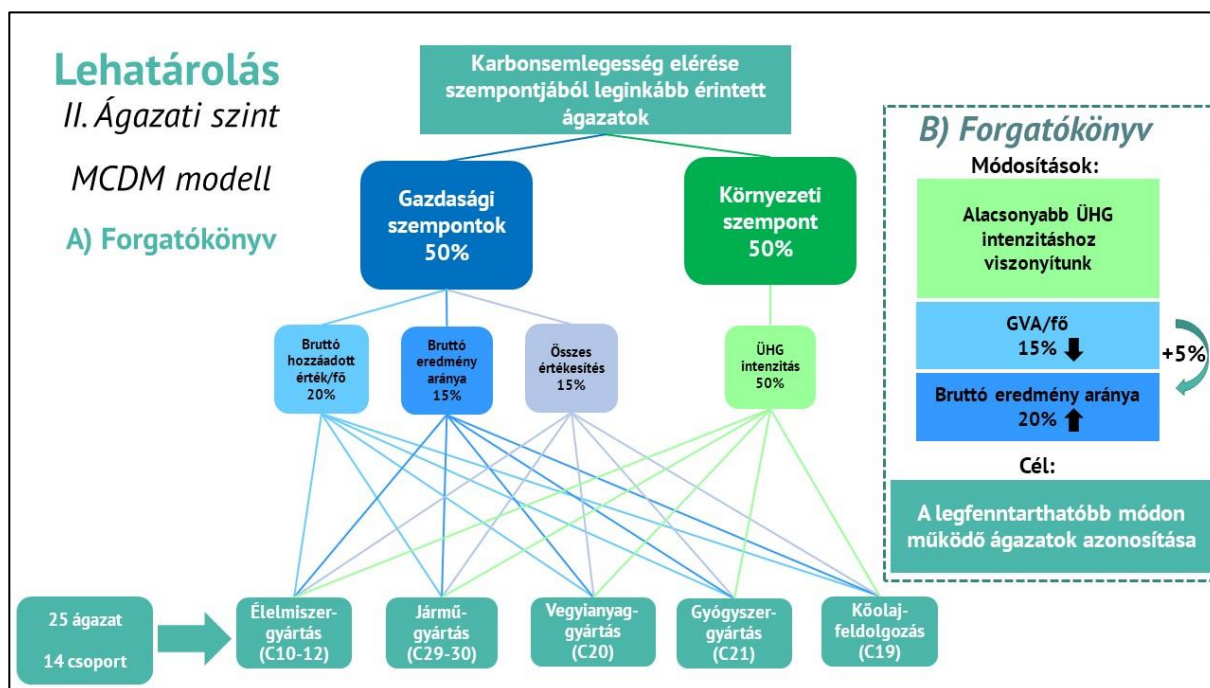 Lehatárolás
II. Ágazati szint
MCDM modell
A) Forgatókönyv
Karbonsemlegesség elérése
szempontjából leginkább érintett
ágazatok
Gazdasági
szempontok
50%
Környezeti
szempont
50%
Bruttó
hozzáadott
érték/fő
20%
Bruttó
eredmény
aránya
15%
Összes
értékesítés
15%
ÜHG
intenzitás
50%
25 ágazat
14 csoport
Élelmiszer-
gyártás
(C10-12)
Jármű-
gyártás
(C29-30)
Vegyianyag-
gyártás
(C20)
Gyógyszer-
gyártás
(C21)
Kőolaj-
feldolgozás
(C19)
B) Forgatókönyv
Módosítások:
Alacsonyabb ÜHG
intenzitáshoz
viszonyítunk
GVA/fő
15%
+5%
Bruttó eredmény aránya
20%
Cél:
A legfenntarthatóbb módon
működő ágazatok azonosítása